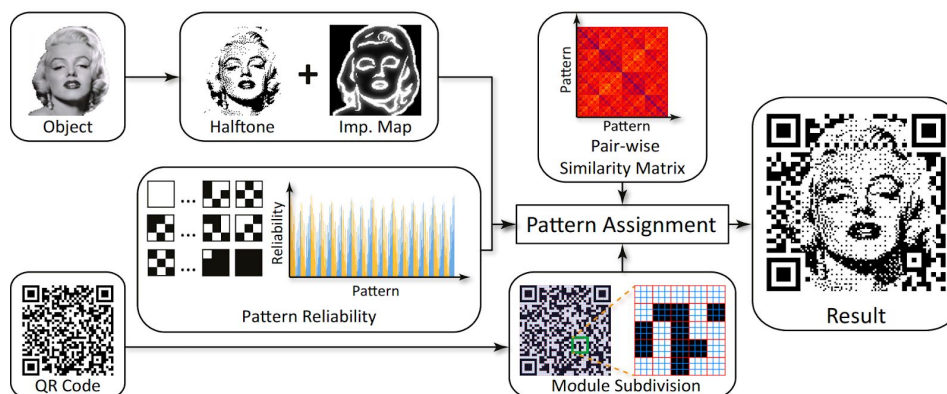 Object
Halftone
+
Imp. Map
Pattern
Pattern
Pair-wise
Similarity Matrix
...
...
...
Reliability
Pattern
Pattern Reliability
Pattern Assignment
QR Code
Module Subdivision
Result